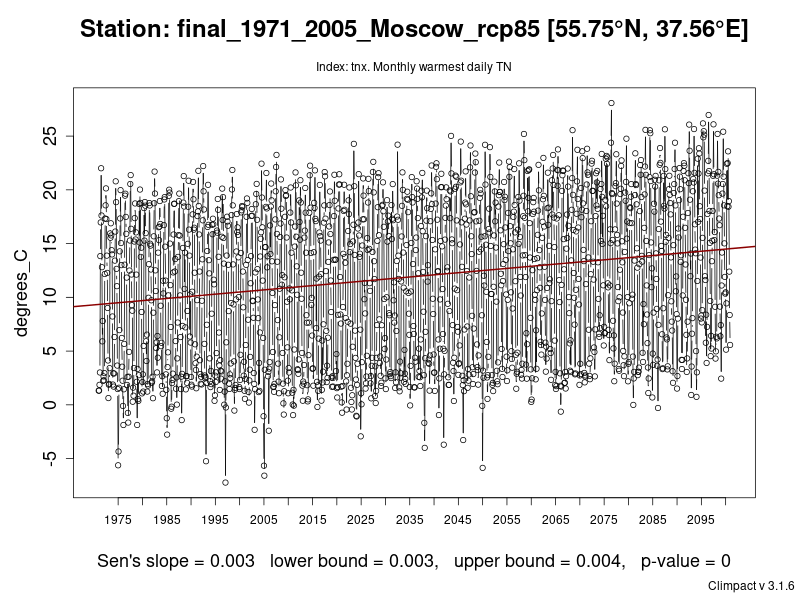 Station: final_1971_2005_Moscow_rcp85 [55.75°N, 37.56°E]
Index: tnx. Monthly warmest daily TN
degrees_C
25
20
15
10
5
0
-5
1975 1985 1995 2005 2015 2025 2035 2045 2055 2065 2075 2085 2095
Sen's slope = 0.003 lower bound = 0.003, upper bound = 0.004, p-value = 0
Climpact v 3.1.6